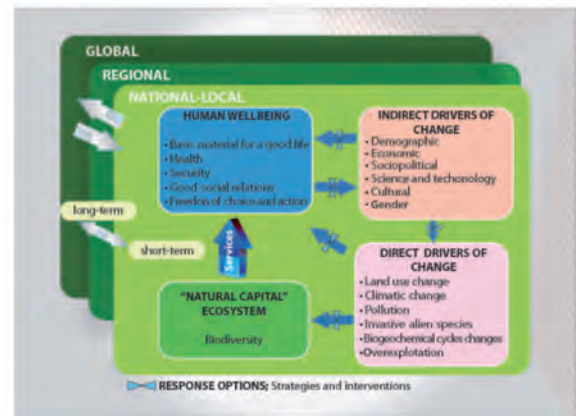 GLOBAL
REGIONAL
NATIONAL-LOCAL
HUMAN WELLBEING
• Basic material for a good life
• Health
• Security
• Good social relations
• Freedon of choice and action
INDIRECT DRIVERS OF
CHANGE
• Demographic
• Economic
• Sociopolitical
• Science and techonology
• Cultural
• Gender
long-term
short-term
Services
"NATURAL CAPITAL"
ECOSYSTEM
Biodiversity
DIRECT DRIVERS OF
CHANGE
• Land use change
• Climatic change
• Pollution
• Invasive alien species
• Biogeochemical cycles changes
• Overexplotation
RESPONSE OPTIONS; Strategies and interventions